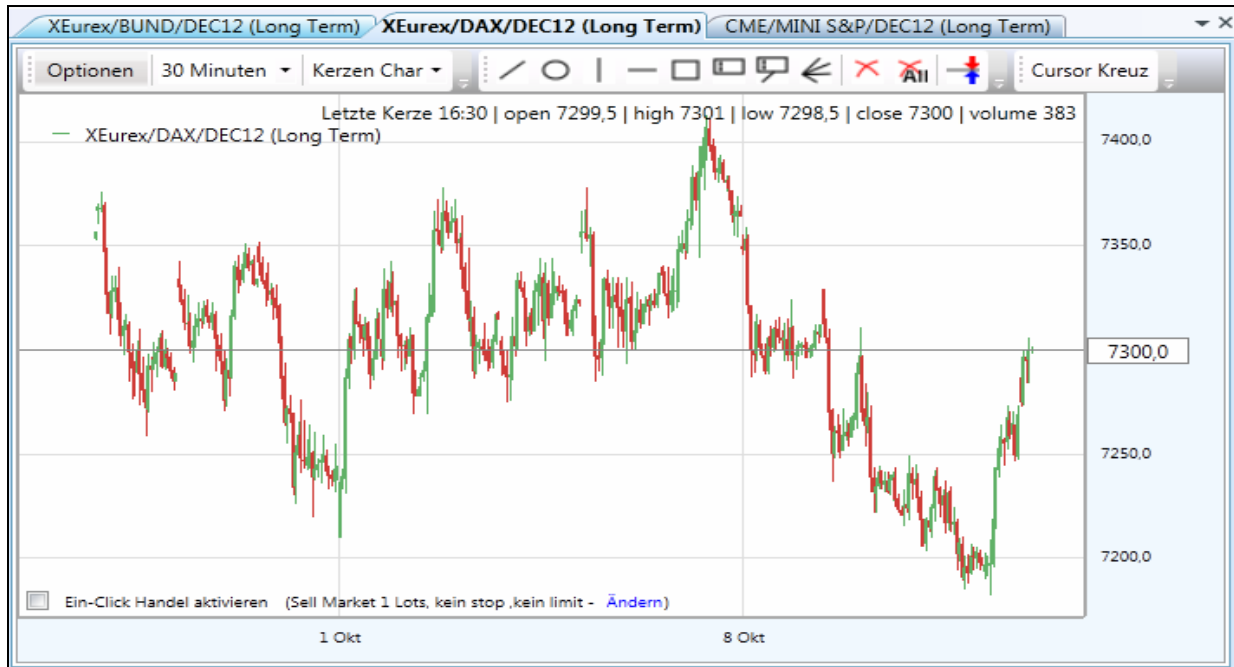 XEurex/BUND/DEC12 (Long Term) XEurex/DAX/DEC12 (Long Term) CME/MINI S&P/DEC12 (Long Term)
Optionen 30 Minuten Kerzen Char All Cursor Kreuz
Letzte Kerze 16:30 | open 7299,5 | high 7301 | low 7298,5 | close 7300 | volume 383
XEurex/DAX/DEC12 (Long Term)
7400,0
7350,0
7300,0
7250,0
7200,0
Ein-Click Handel aktivieren (Sell Market 1 Lots, kein stop ,kein limit - Ändern)
1 Okt 8 Okt